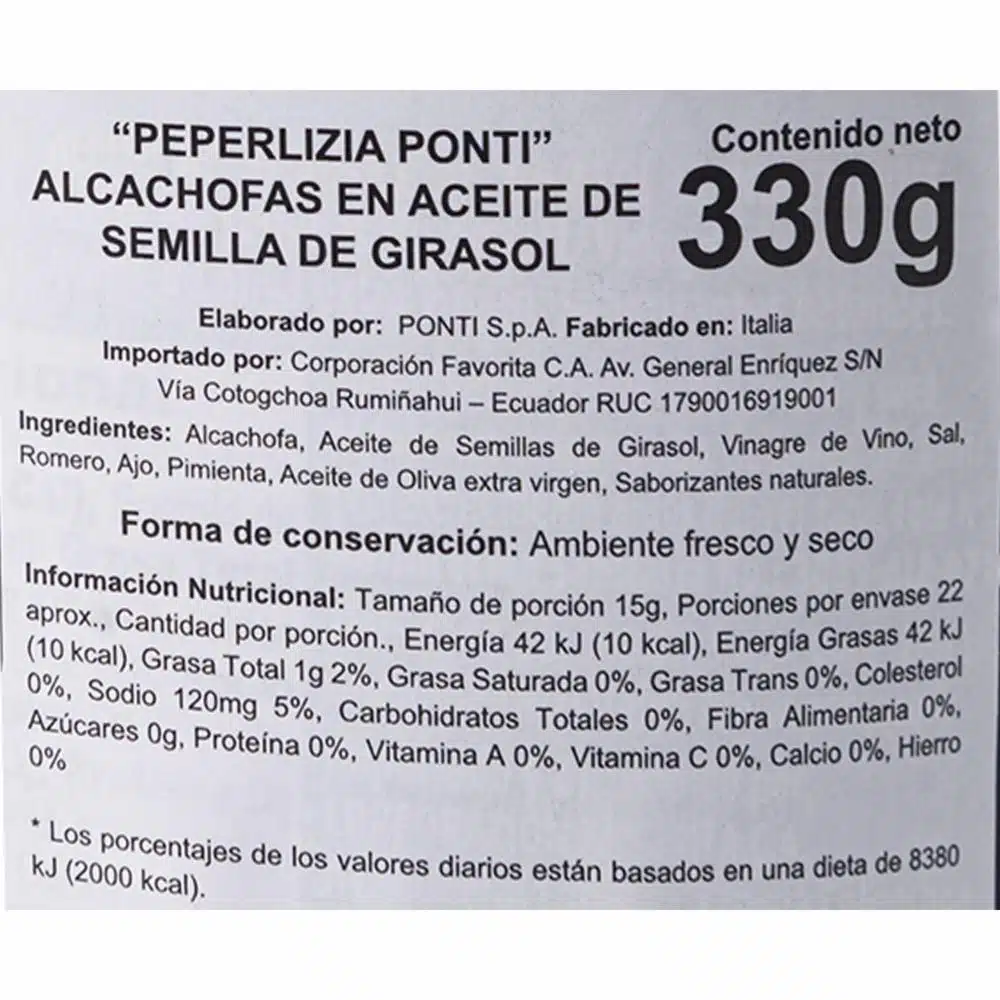 “PEPERLIZIA PONTI”
ALCACHOFAS EN ACEITE DE
SEMILLA DE GIRASOL
Contenido neto
330g
Elaborado por: PONTI S.p.A. Fabricado en: Italia
Importado por: Corporación Favorita C.A. Av. General Enríquez S/N
Vía Cotogchoa Rumiñahui – Ecuador RUC 1790016919001
Ingredientes: Alcachofa, Aceite de Semillas de Girasol, Vinagre de Vino, Sal,
Romero, Ajo, Pimienta, Aceite de Oliva extra virgen, Saborizantes naturales.
Forma de conservación: Ambiente fresco y seco
Información Nutricional: Tamaño de porción 15g, Porciones por envase 22
aprox., Cantidad por porción., Energía 42 kJ (10 kcal), Energía Grasas 42 kJ
(10 kcal), Grasa Total 1g 2%, Grasa Saturada 0%, Grasa Trans 0%, Colesterol
0%, Sodio 120mg 5%, Carbohidratos Totales 0%, Fibra Alimentaria 0%,
Azúcares 0g, Proteína 0%, Vitamina A 0%, Vitamina C 0%, Calcio 0%, Hierro
0%
* Los porcentajes de los valores diarios están basados en una dieta de 8380
kJ (2000 kcal).